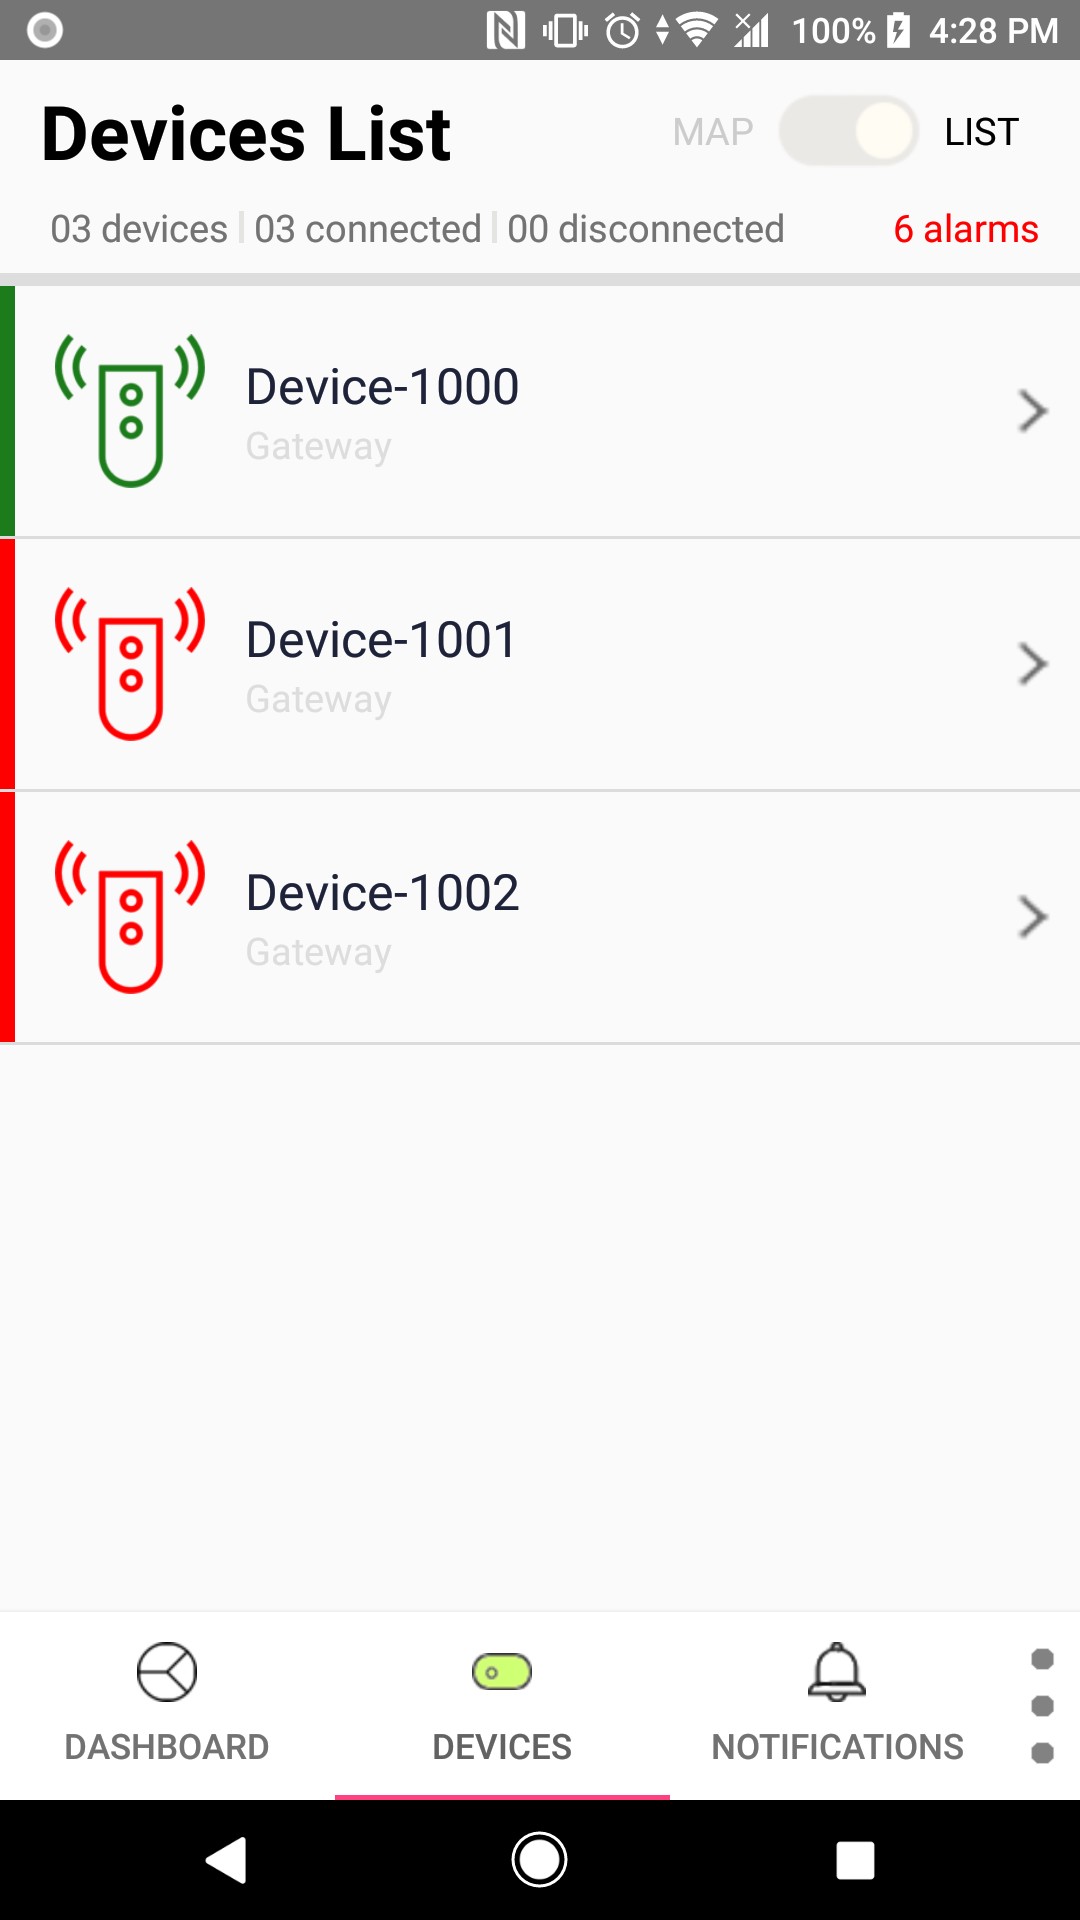 100% 4:28 PM
Devices List MAP LIST
03 devices 03 connected 00 disconnected 6 alarms
Device-1000
Gateway
Device-1001
Gateway
Device-1002
Gateway
DASHBOARD DEVICES NOTIFICATIONS